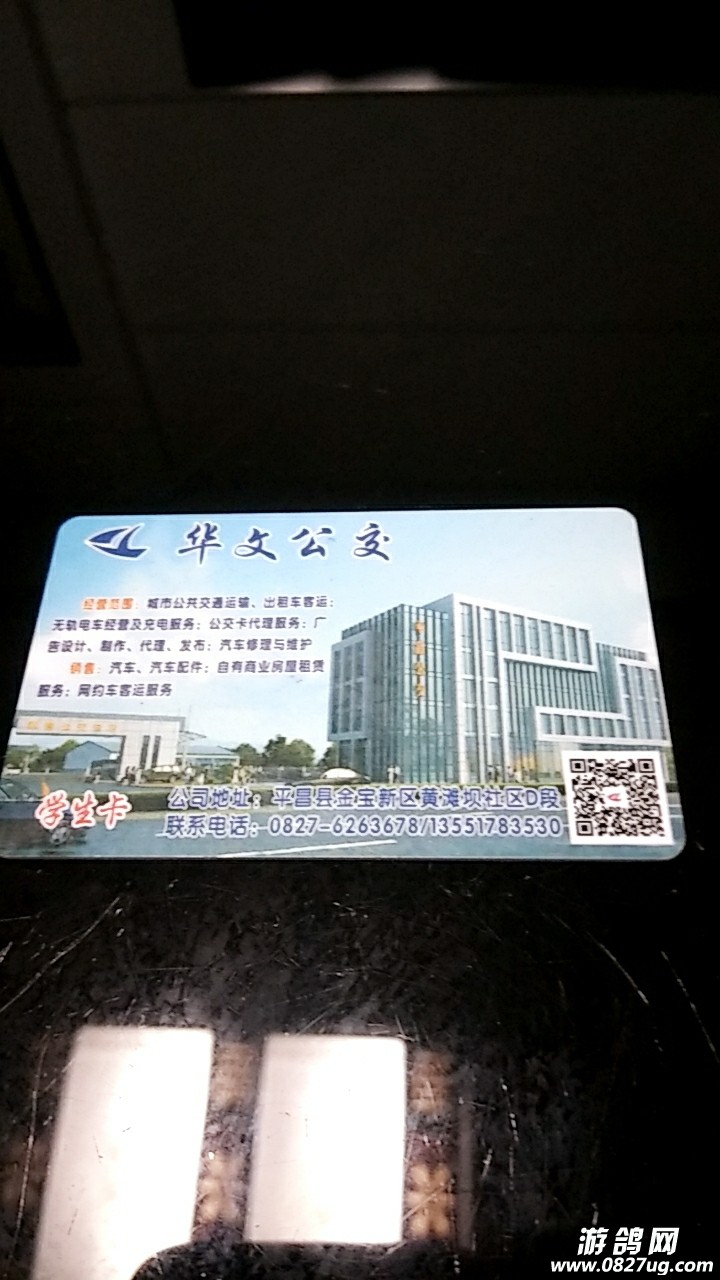 华文公交
经营范围：城市公共交通运输、出租车客运；
无轨电车经营及充电服务；公交卡代理服务；广
告设计、制作、代理、发布；汽车修理与维护
销售：汽车、汽车配件；自有商业房屋租赁
服务；网约车客运服务
学生卡
公司地址：平昌县金宝新区黄滩坝社区D段
联系电话：0827-6263678/13551783530
游鸽网
www.0827ug.com